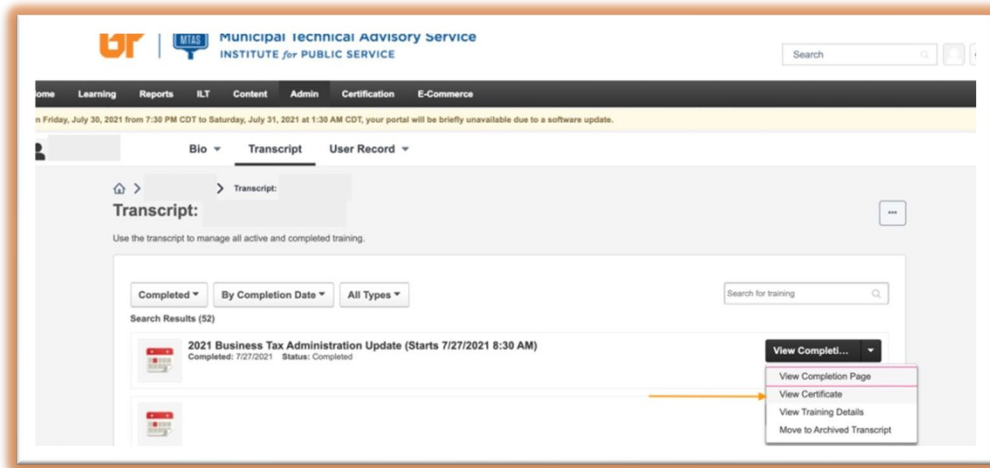 UT MTAS Municipal Technical Advisory Service
INSTITUTE for PUBLIC SERVICE
Search
Home Learning Reports ILT Content Admin Certification E-Commerce
n Friday, July 30, 2021 from 7:30 PM CDT to Saturday, July 31, 2021 at 1:30 AM CDT, your portal will be briefly unavailable due to a software update.
Bio Transcript User Record
> > Transcript:
Transcript:
...
Use the transcript to manage all active and completed training.
Completed By Completion Date All Types Search for training
Search Results (52)
2021 Business Tax Administration Update (Starts 7/27/2021 8:30 AM)
Completed: 7/27/2021 Status: Completed
View Completi...
View Completion Page
View Certificate
View Training Details
Move to Archived Transcript